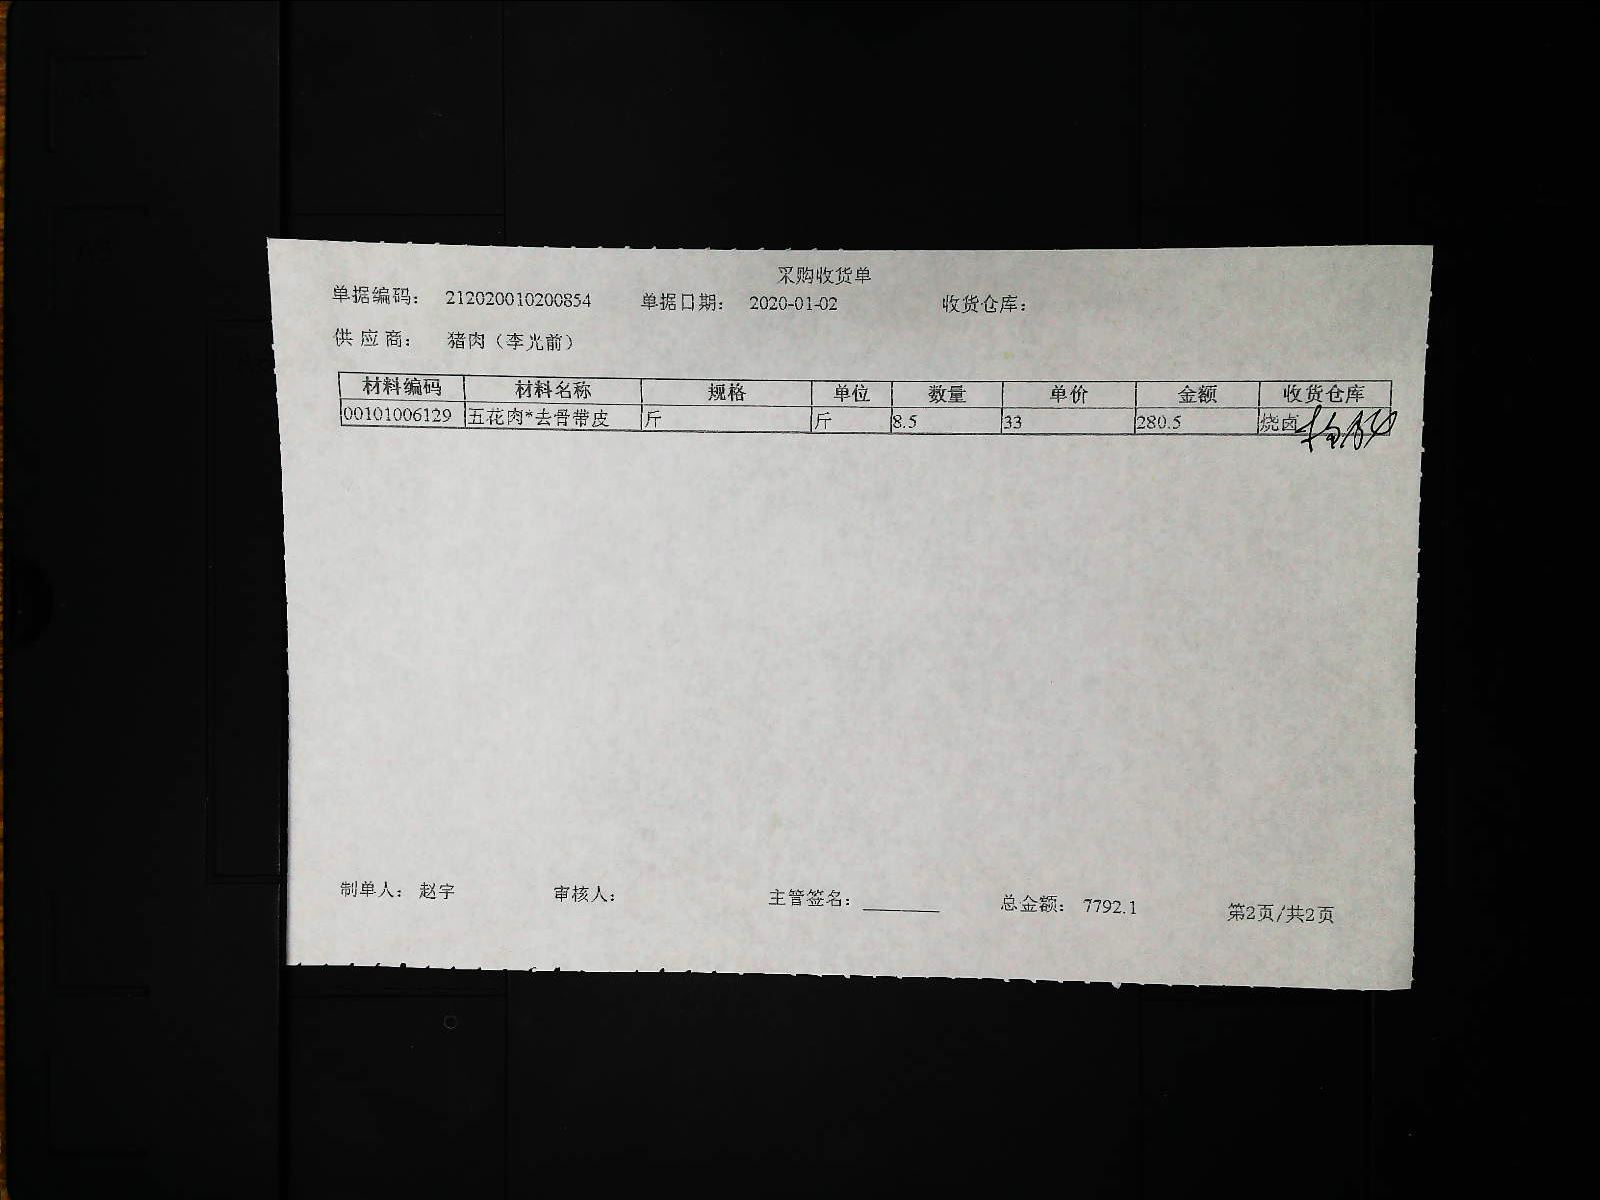 采购收货单
单据编码： 212020010200854 单据日期： 2020-01-02 收货仓库：
供 应 商： 猪肉（李光前）
材料编码 材料名称 规格 单位 数量 单价 金额 收货仓库
00101006129 五花肉*去骨带皮 斤 斤 8.5 33 280.5 烧卤
制单人： 赵宇 审核人： 主管签名： 总金额： 7792.1 第2页/共2页